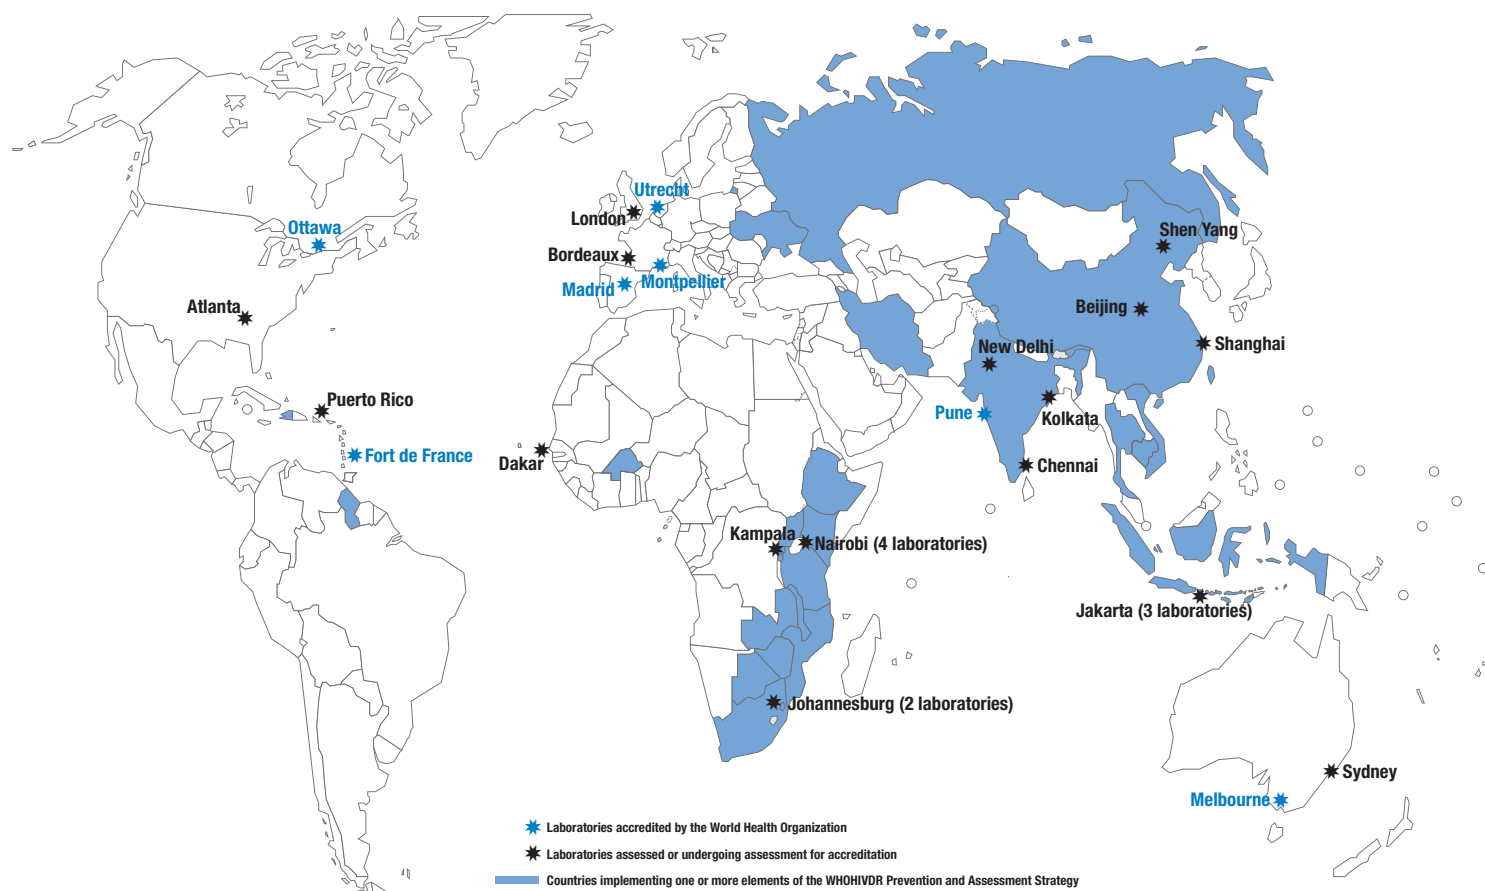 Utrecht
London
Ottawa
Shen Yang
Bordeaux
Montpellier
Madrid
Atlanta
Beijing
New Delhi
Shanghai
Puerto Rico
Pune
Kolkata
Fort de France
Dakar
Chennai
Kampala
Nairobi (4 laboratories)
Jakarta (3 laboratories)
Johannesburg (2 laboratories)
Sydney
Melbourne
Laboratories accredited by the World Health Organization
Laboratories assessed or undergoing assessment for accreditation
Countries implementing one or more elements of the WHOHIVDR Prevention and Assessment Strategy